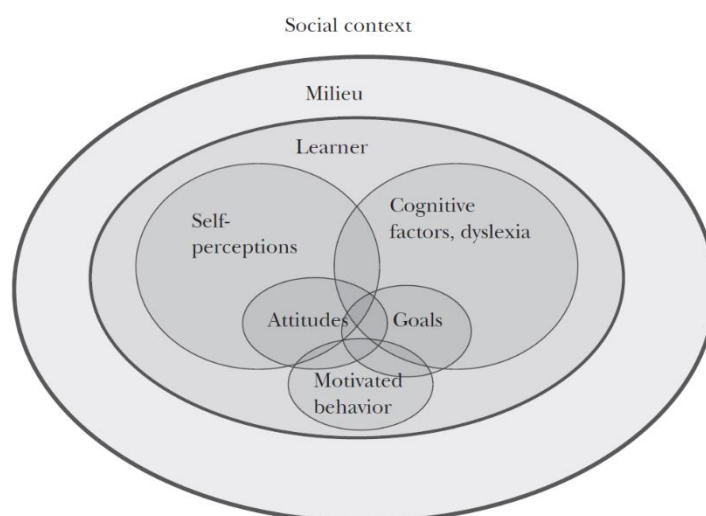 Social context
Milieu
Learner
Self-
perceptions
Cognitive
factors, dyslexia
Attitudes
Goals
Motivated
behavior